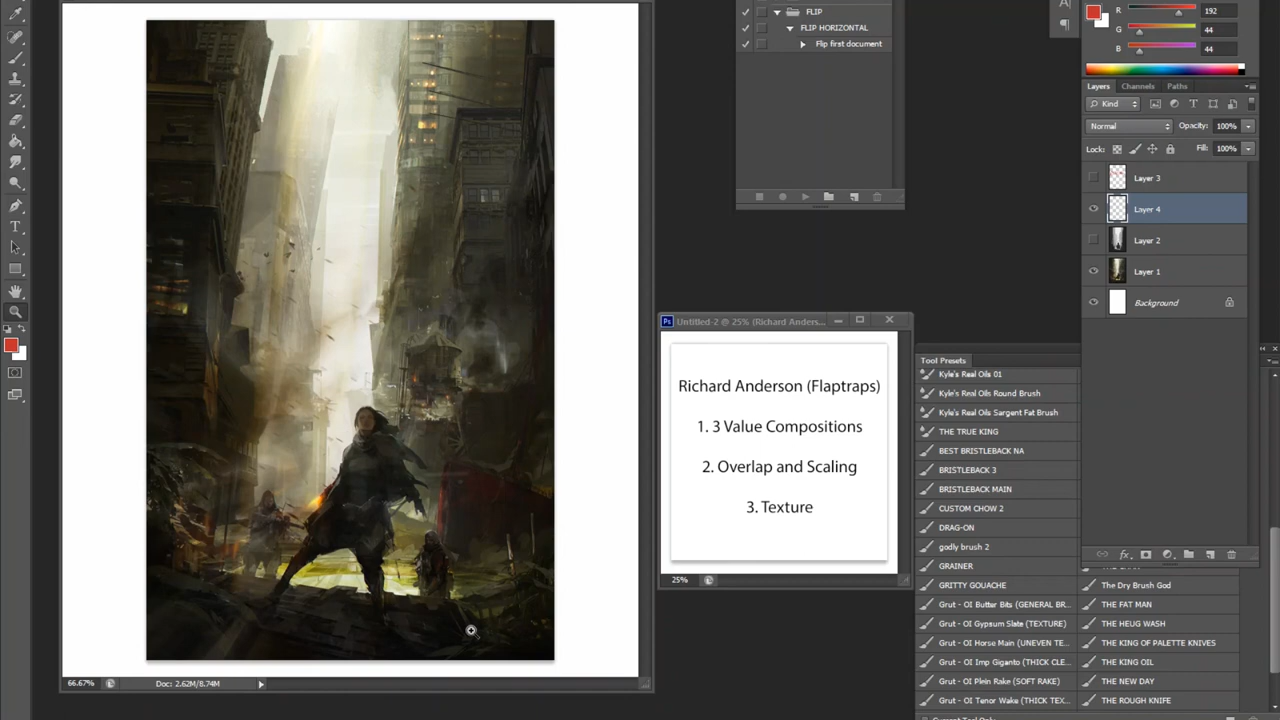 FLIP
FLIP HORIZONTAL
Flip first document
R 192
G 44
B 44
Layers Channels Paths
Kind
Normal Opacity: 100%
Lock: Fill: 100%
Layer 3
Layer 4
Layer 2
Layer 1
Background
Untitled-2 @ 25% (Richard Anders...
Richard Anderson (Flaptraps)
1. 3 Value Compositions
2. Overlap and Scaling
3. Texture
25%
Tool Presets
Kyle's Real Oils 01
Kyle's Real Oils Round Brush
Kyle's Real Oils Sargent Fat Brush
THE TRUE KING
BEST BRISTLEBACK NA
BRISTLEBACK 3
BRISTLEBACK MAIN
CUSTOM CHOW 2
DRAG-ON
godly brush 2
GRAINER
GRITTY GOUACHE The Dry Brush God
Grut - OI Butter Bits (GENERAL BR... THE FAT MAN
Grut - OI Gypsum Slate (TEXTURE) THE HEUG WASH
Grut - OI Horse Main (UNEVEN TE... THE KING OF PALETTE KNIVES
Grut - OI Imp Giganto (THICK CLE... THE KING OIL
Grut - OI Plein Rake (SOFT RAKE) THE NEW DAY
Grut - OI Tenor Wake (THICK TEX... THE ROUGH KNIFE
Current Tool Only
66.67% Doc: 2.62M/8.74M